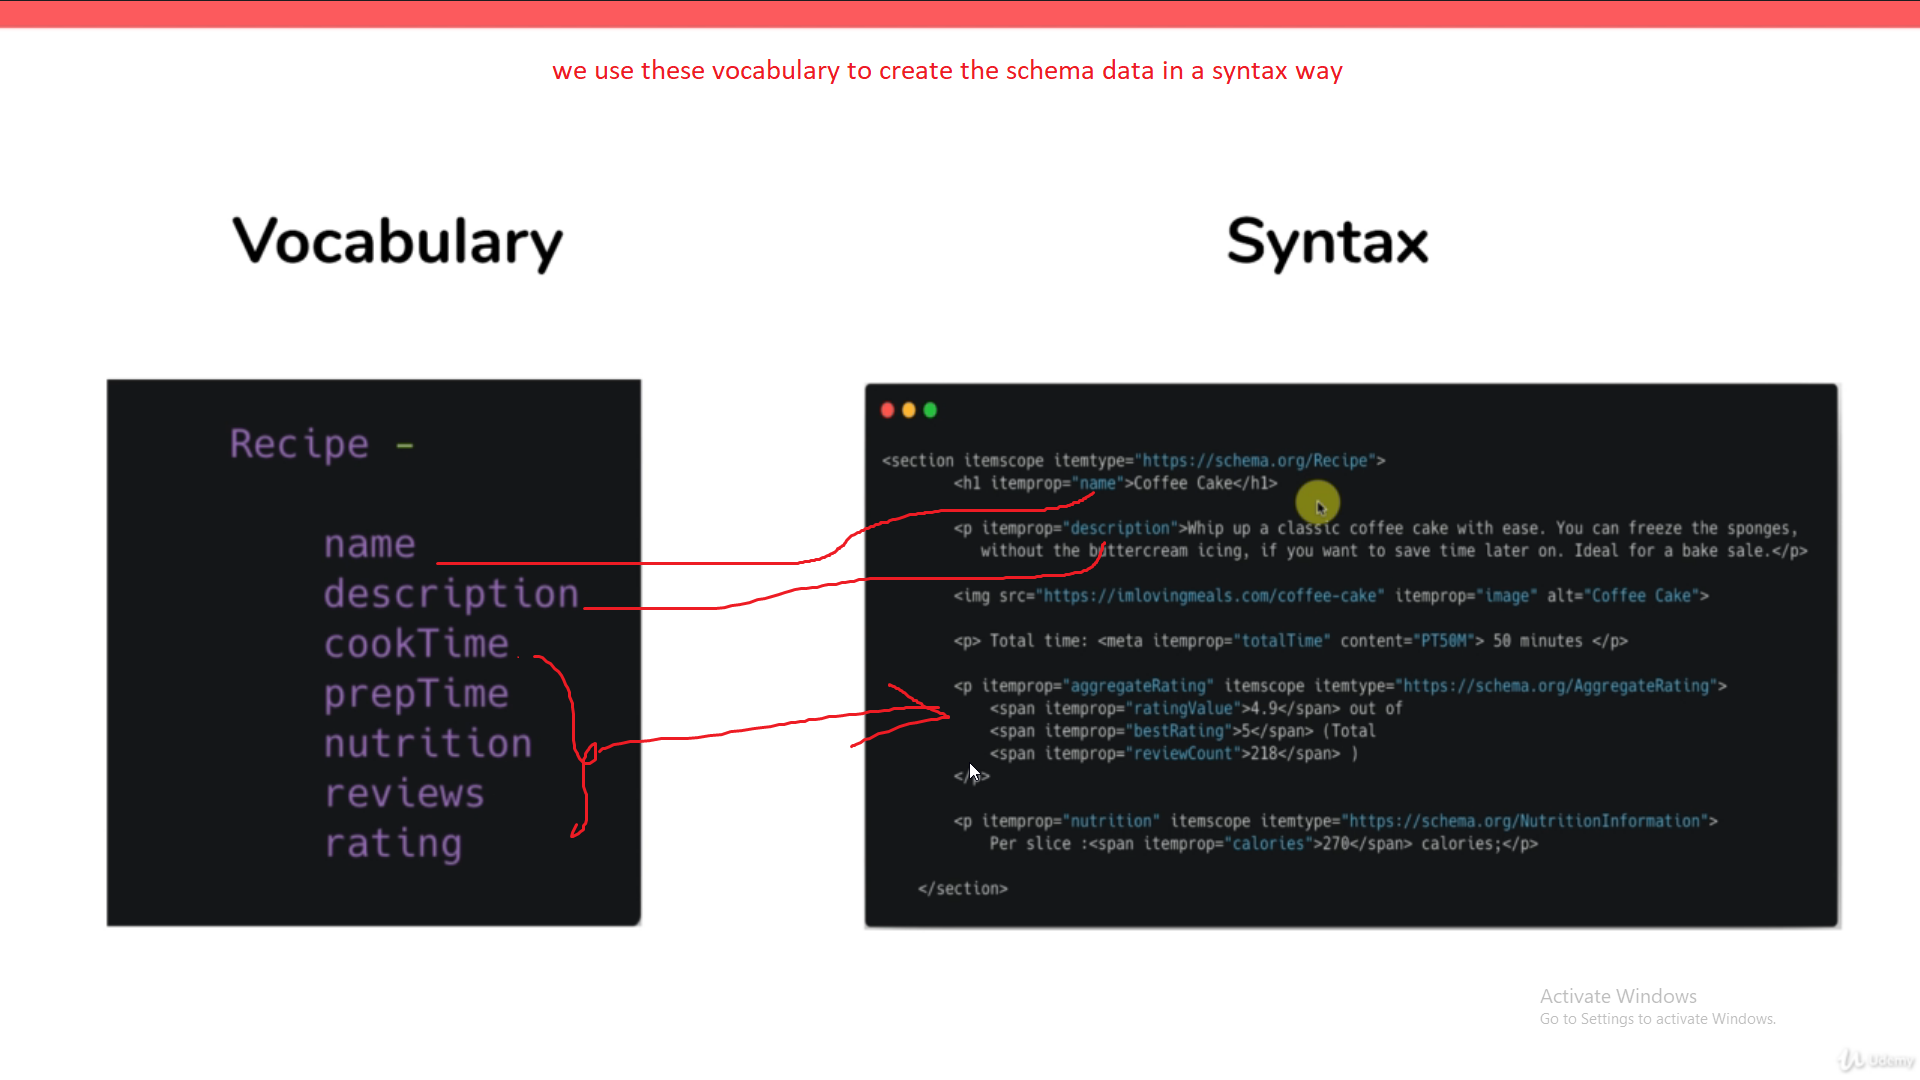 we use these vocabulary to create the schema data in a syntax way
Vocabulary
Recipe -
name
description
cookTime
prepTime
nutrition
reviews
rating
Syntax
<section itemscope itemtype="https://schema.org/Recipe">
<h1 itemprop="name">Coffee Cake</h1>
<p itemprop="description">Whip up a classic coffee cake with ease. You can freeze the sponges,
without the buttercream icing, if you want to save time later on. Ideal for a bake sale.</p>
<img src="https://imlovingmeals.com/coffee-cake" itemprop="image" alt="Coffee Cake">
<p> Total time: <meta itemprop="totalTime" content="PT50M"> 50 minutes </p>
<p itemprop="aggregateRating" itemscope itemtype="https://schema.org/AggregateRating">
<span itemprop="ratingValue">4.9</span> out of
<span itemprop="bestRating">5</span> (Total
<span itemprop="reviewCount">218</span> )
</p>
<p itemprop="nutrition" itemscope itemtype="https://schema.org/NutritionInformation">
Per slice :<span itemprop="calories">270</span> calories;</p>
</section>
Activate Windows
Go to Settings to activate Windows.
Udemy